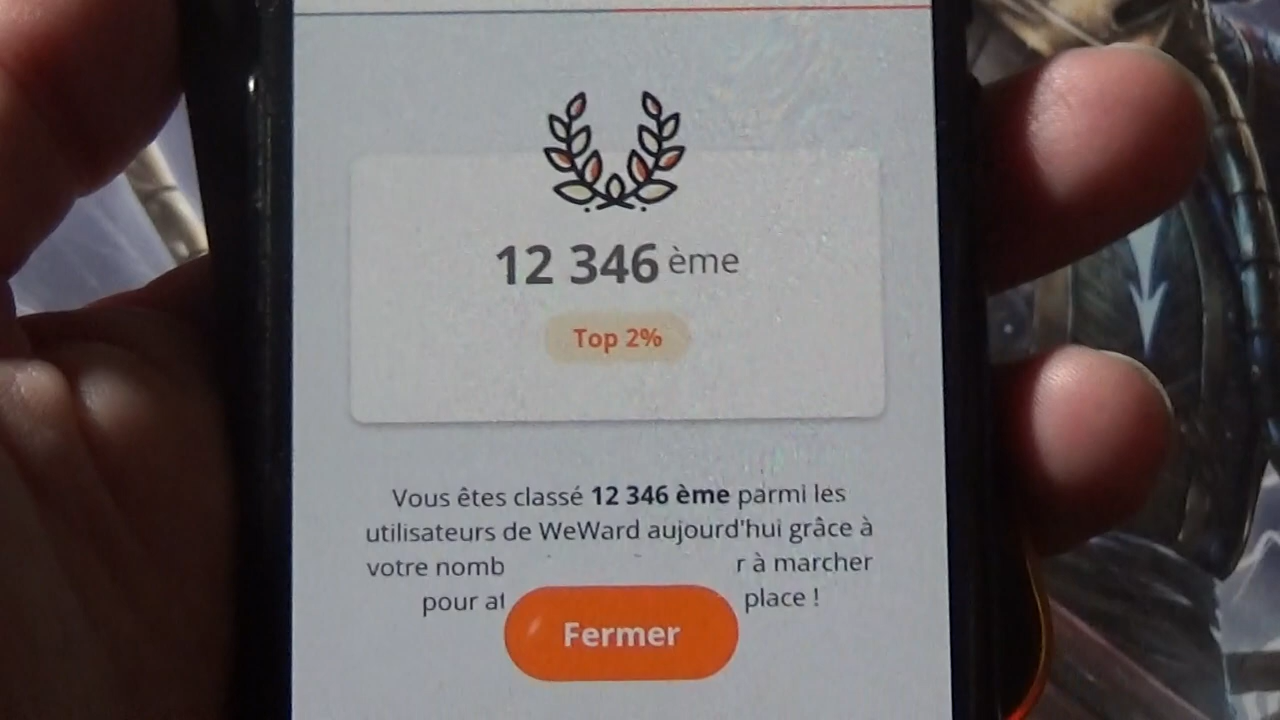 12 346 ème
Top 2%
Vous êtes classé 12 346 ème parmi les
utilisateurs de WeWard aujourd'hui grâce à
votre nomb r à marcher
pour at place !
Fermer